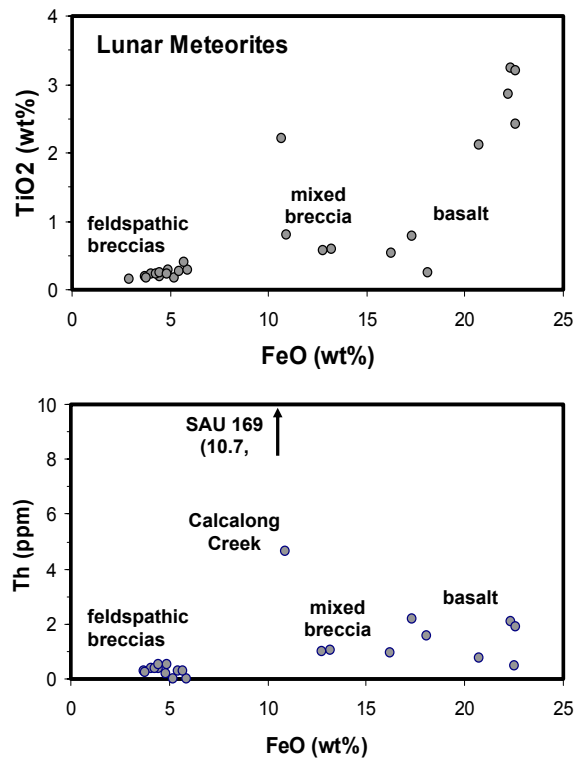 Lunar Meteorites
4
3
2
1
0
TiO2 (wt%)
feldspathic
breccias
mixed
breccia
basalt
0 5 10 15 20 25
FeO (wt%)
10
8
6
4
2
0
Th (ppm)
SAU 169
(10.7,
Calcalong
Creek
feldspathic
breccias
mixed
breccia
basalt
0 5 10 15 20 25
FeO (wt%)